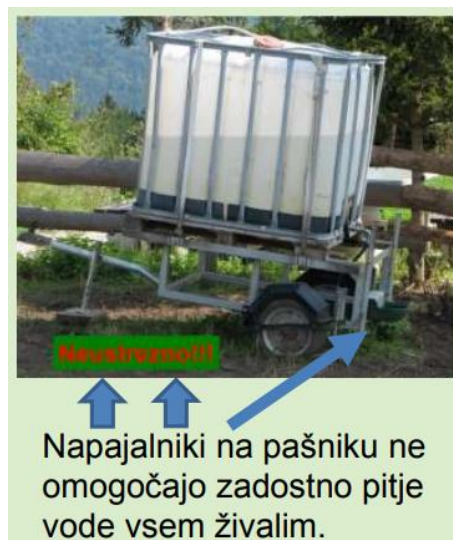 Neustrezno!!!
Napajalniki na pašniku ne
omogočajo zadostno pitje
vode vsem živalim.